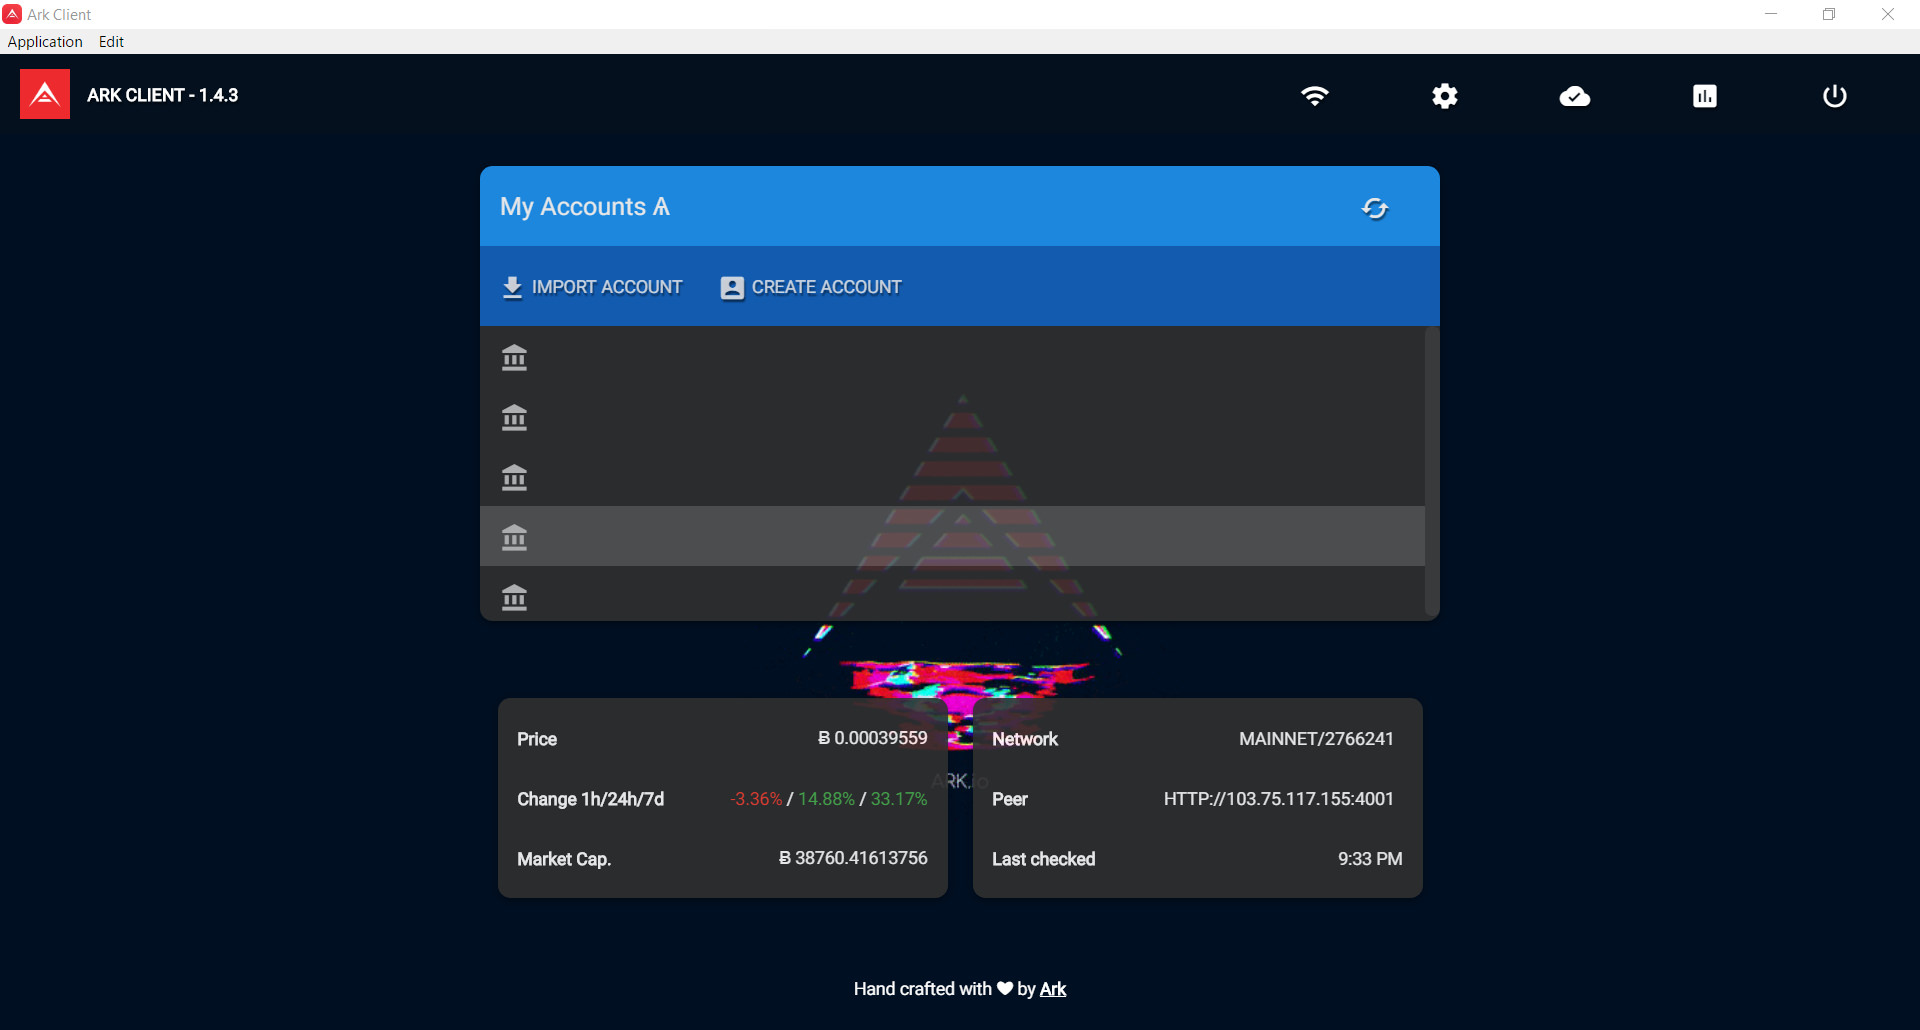 Ark Client
Application Edit
ARK CLIENT - 1.4.3
My Accounts Ѧ
IMPORT ACCOUNT CREATE ACCOUNT
Price Ƀ 0.00039559
Change 1h/24h/7d -3.36% / 14.88% / 33.17%
Market Cap. Ƀ 38760.41613756
Network MAINNET/2766241
ARK.io
Peer HTTP://103.75.117.155:4001
Last checked 9:33 PM
Hand crafted with ♥ by Ark